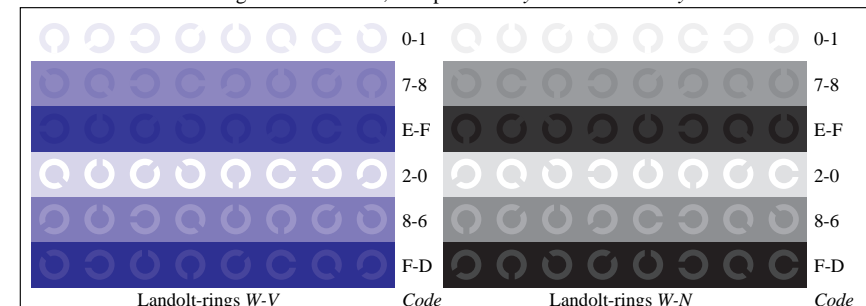 0-1 0-1
7-8 7-8
E-F E-F
2-0 2-0
8-6 8-6
F-D F-D
Landolt-rings W-V Code Landolt-rings W-N Code